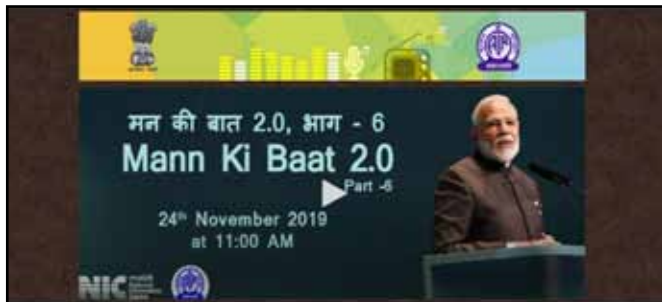 मन की बात 2.0, भाग - 6
Mann Ki Baat 2.0
Part -6
24th November 2019
at 11:00 AM
NIC